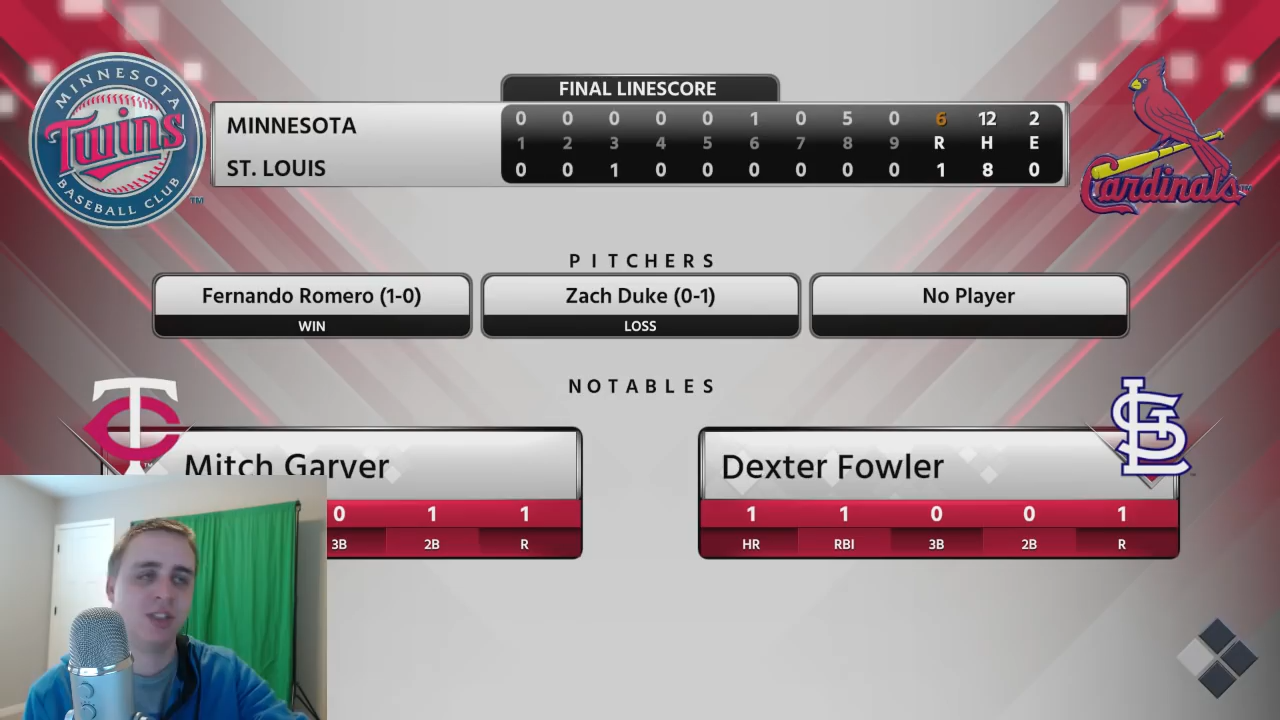 FINAL LINESCORE
MINNESOTA 0 0 0 0 0 1 0 5 0 6 12 2
1 2 3 4 5 6 7 8 9 R H E
ST. LOUIS 0 0 1 0 0 0 0 0 0 1 8 0
MINNESOTA
Twins
BASEBALL CLUB
TM
Cardinals
PITCHERS
Fernando Romero (1-0)
WIN
Zach Duke (0-1)
LOSS
No Player
NOTABLES
TC
Mitch Garver
0 1 1
3B 2B R
STL
Dexter Fowler
1 1 0 0 1
HR RBI 3B 2B R